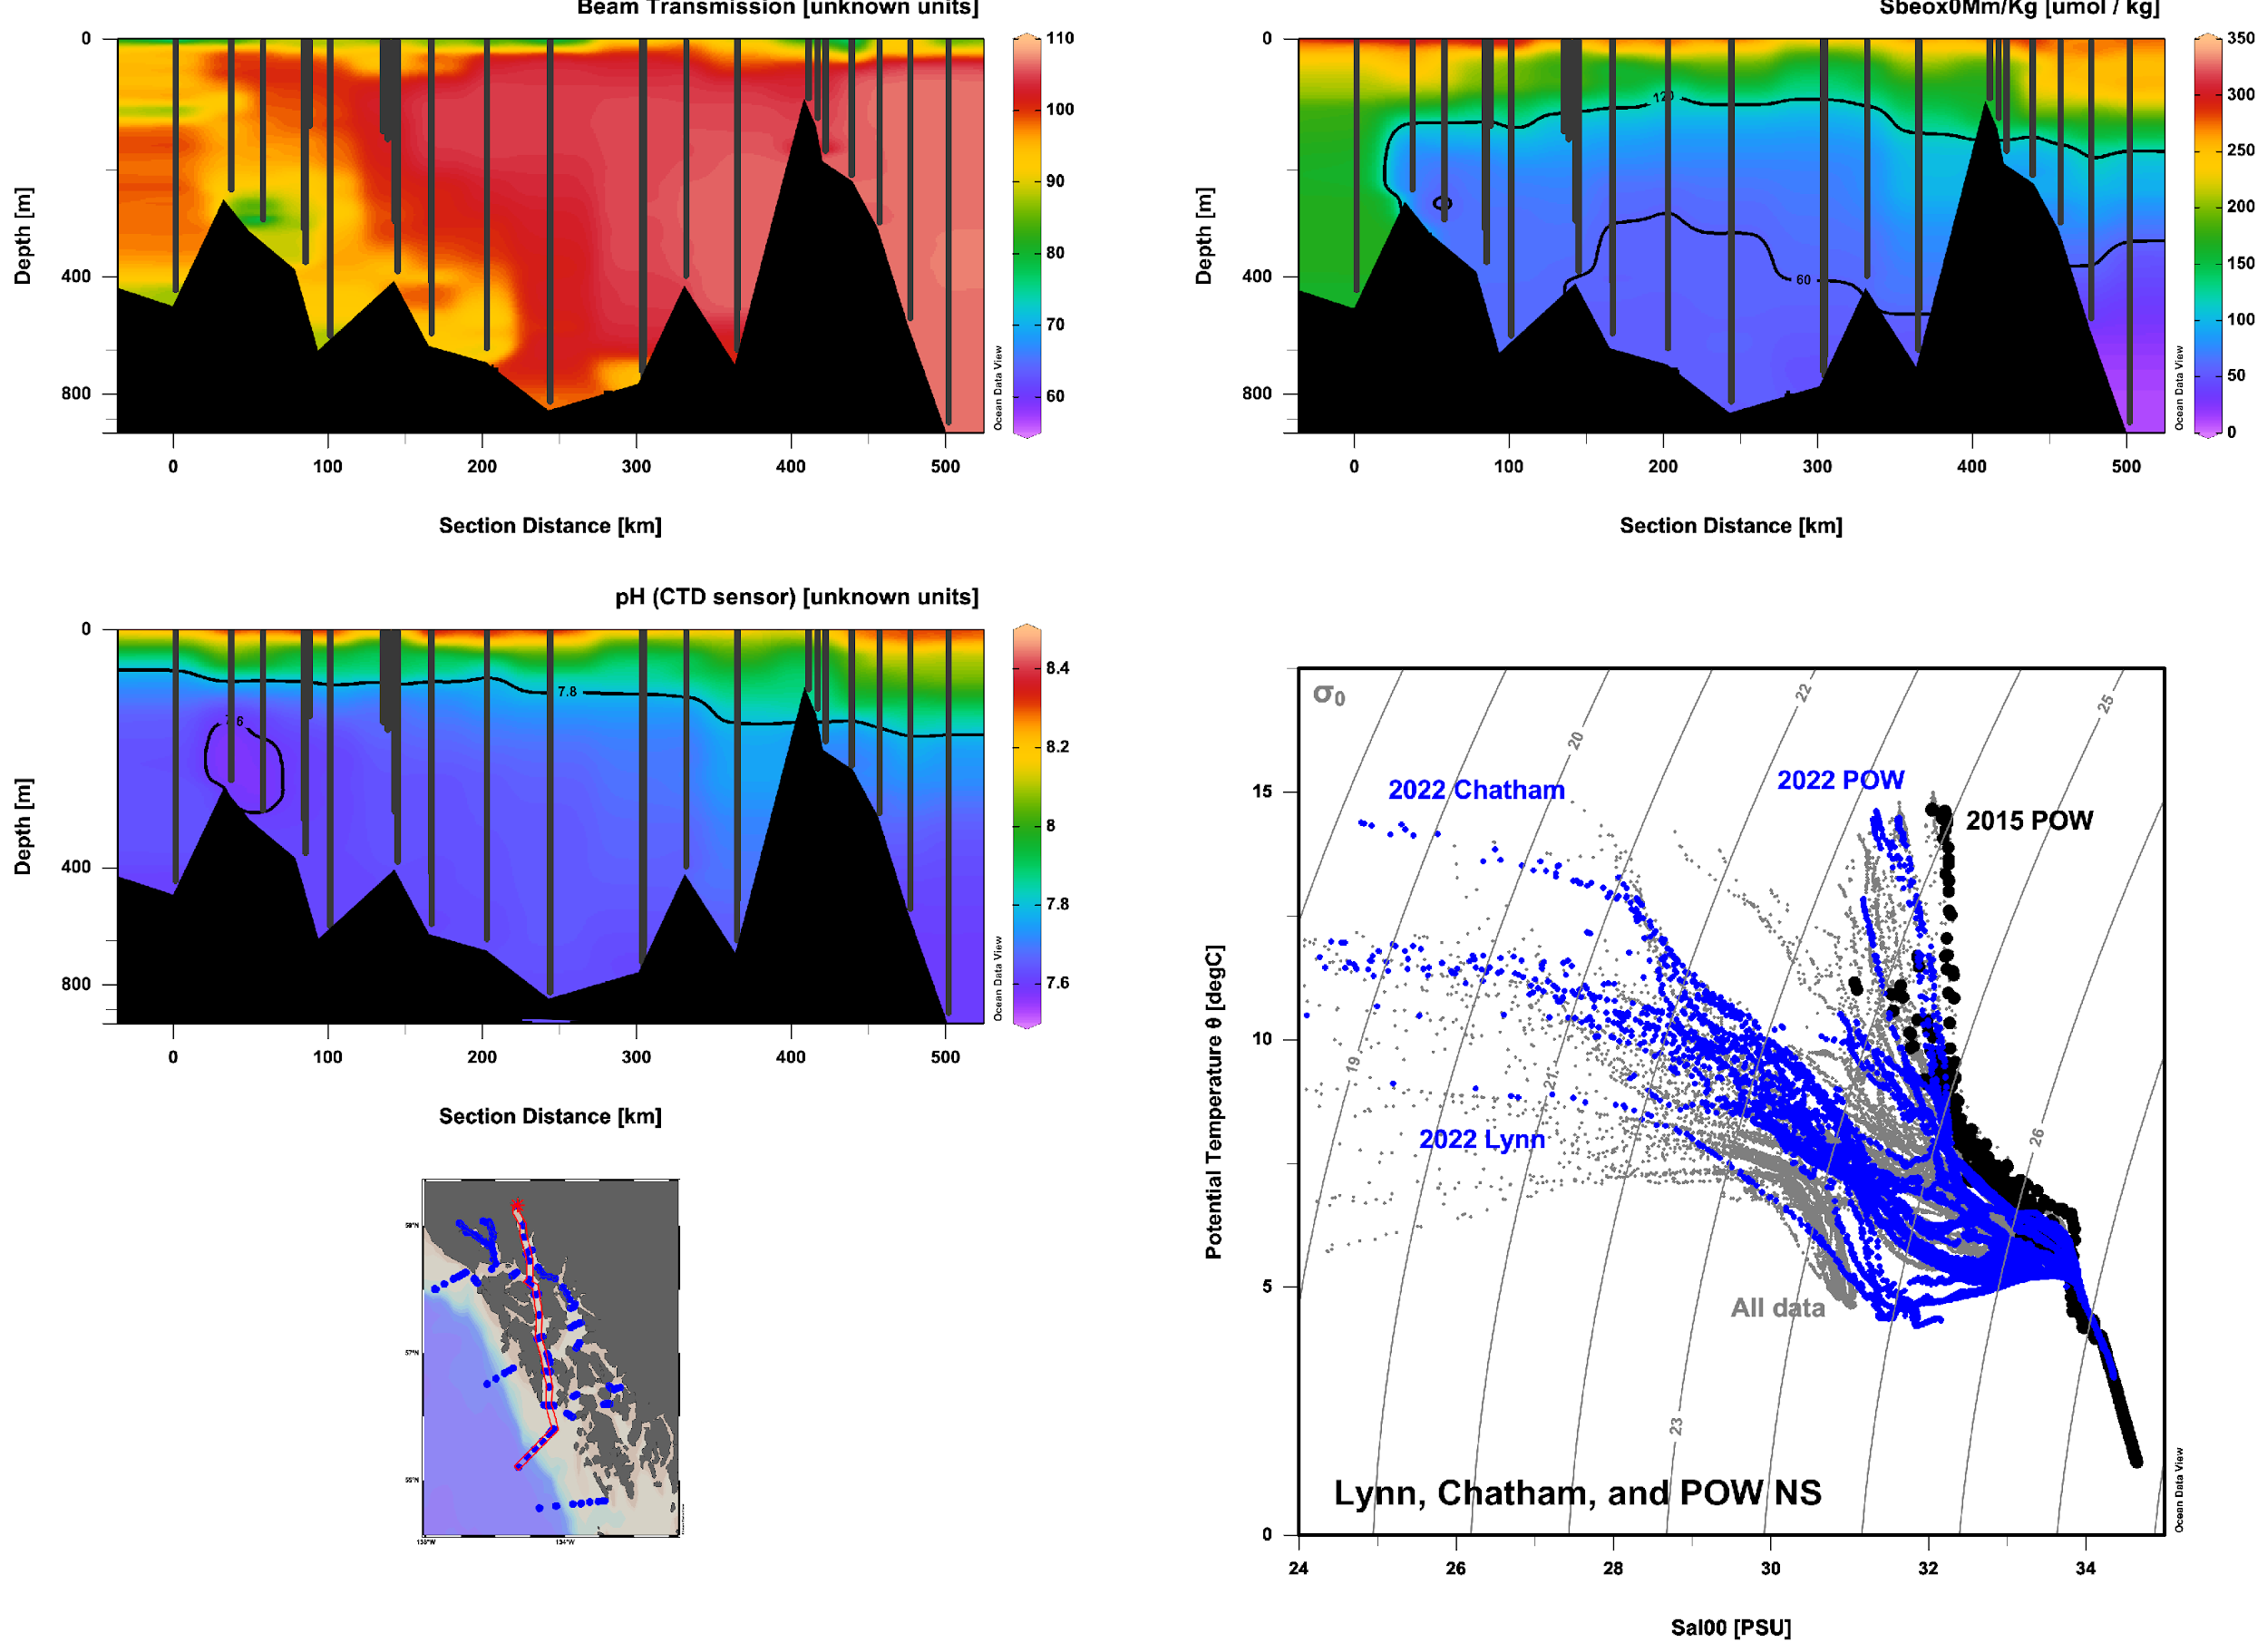 Beam Transmission [unknown units]
0
400
800
Depth [m]
0 100 200 300 400 500
Section Distance [km]
110
100
90
80
70
60
Ocean Data View
Sbeox0Mm/Kg [umol / kg]
0
400
800
Depth [m]
120
60
0 100 200 300 400 500
Section Distance [km]
350
300
250
200
150
100
50
0
Ocean Data View
pH (CTD sensor) [unknown units]
0
400
800
Depth [m]
7.8
7.6
0 100 200 300 400 500
Section Distance [km]
8.4
8.2
8
7.8
7.6
Ocean Data View
58°N
57°N
55°N
134°W
σ0
20
22
25
19
21
23
26
2022 Chatham
2022 POW
2015 POW
2022 Lynn
All data
Lynn, Chatham, and POW NS
15
10
5
0
Potential Temperature θ [degC]
24 26 28 30 32 34
Sal00 [PSU]
Ocean Data View